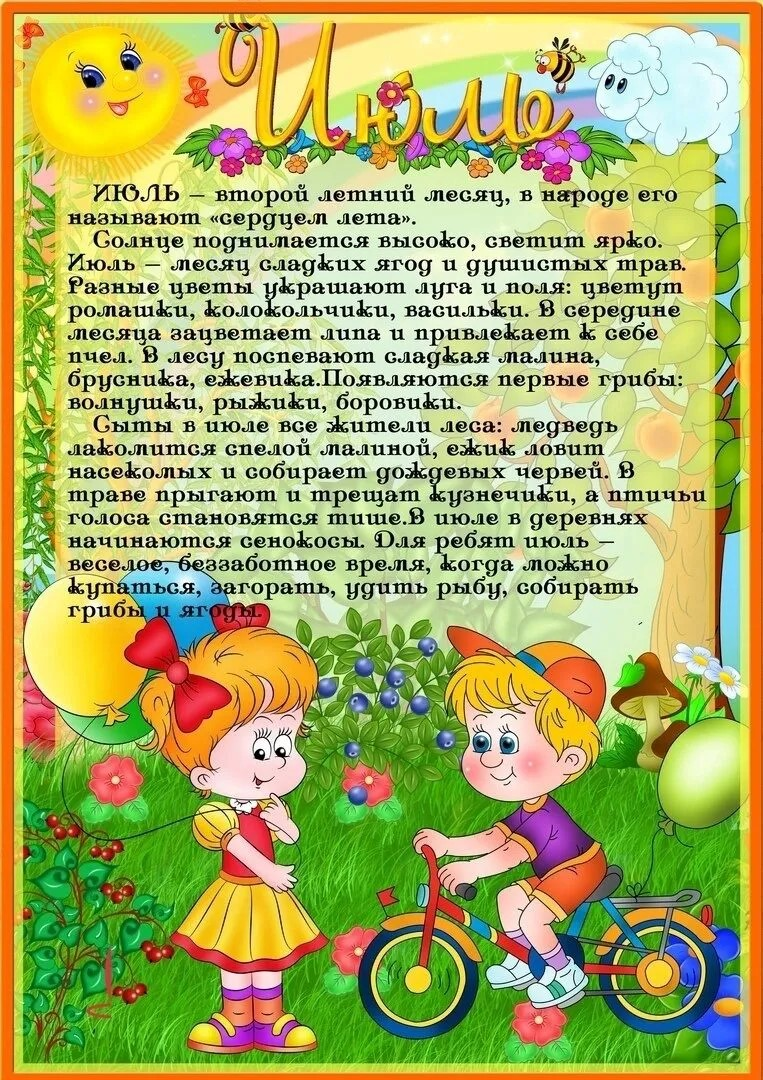 Июль
ИЮЛЬ – второй летний месяц, в народе его
называют «сердцем лета».
Солнце поднимается высоко, светит ярко.
Июль – месяц сладких ягод и душистых трав.
Разные цветы украшают луга и поля: цветут
ромашки, колокольчики, васильки. В середине
месяца зацветает липа и привлекает к себе
пчел. В лесу поспевают сладкая малина,
брусника, ежевика.Появляются первые грибы:
волнушки, рыжики, боровики.
Сыты в июле все жители леса: медведь
лакомится спелой малиной, ежик ловит
насекомых и собирает дождевых червей. В
траве прыгают и трещат кузнечики, а птичьи
голоса становятся тише.В июле в деревнях
начинаются сенокосы. Для ребят июль –
веселое, беззаботное время, когда можно
купаться, загорать, удить рыбу, собирать
грибы и ягоды.